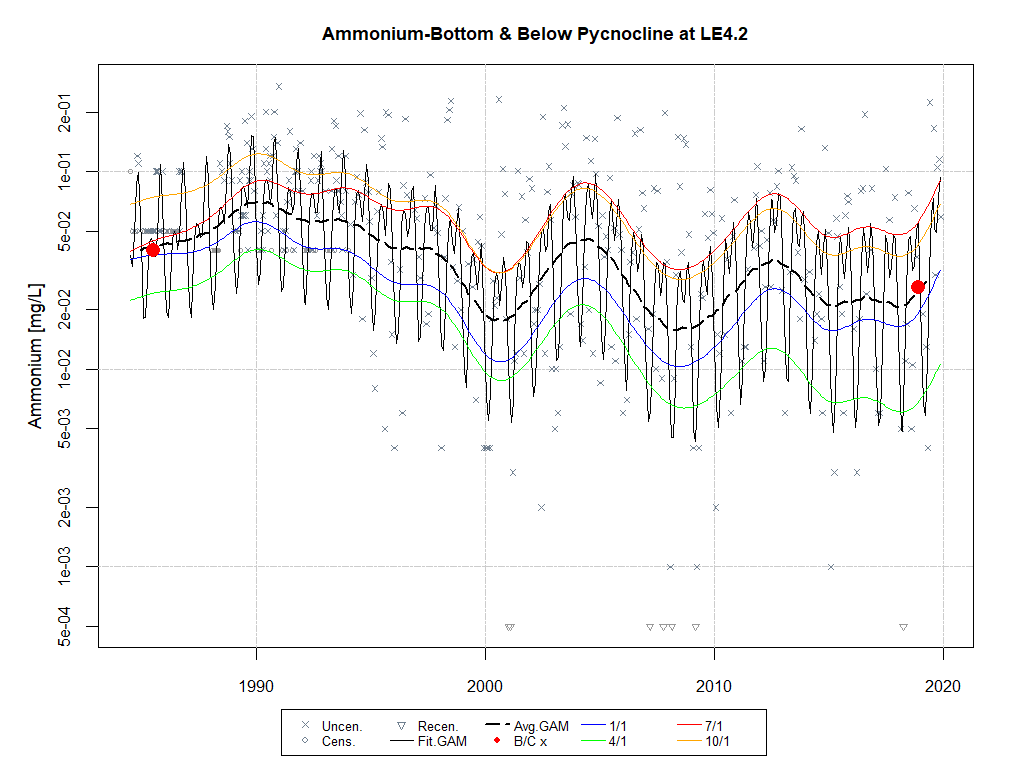 Ammonium-Bottom & Below Pycnocline at LE4.2
Ammonium [mg/L]
2e-01
1e-01
5e-02
2e-02
1e-02
5e-03
2e-03
1e-03
5e-04
1990 2000 2010 2020
Uncen. Recen. Avg.GAM 1/1 7/1
Cens. Fit.GAM B/C x 4/1 10/1